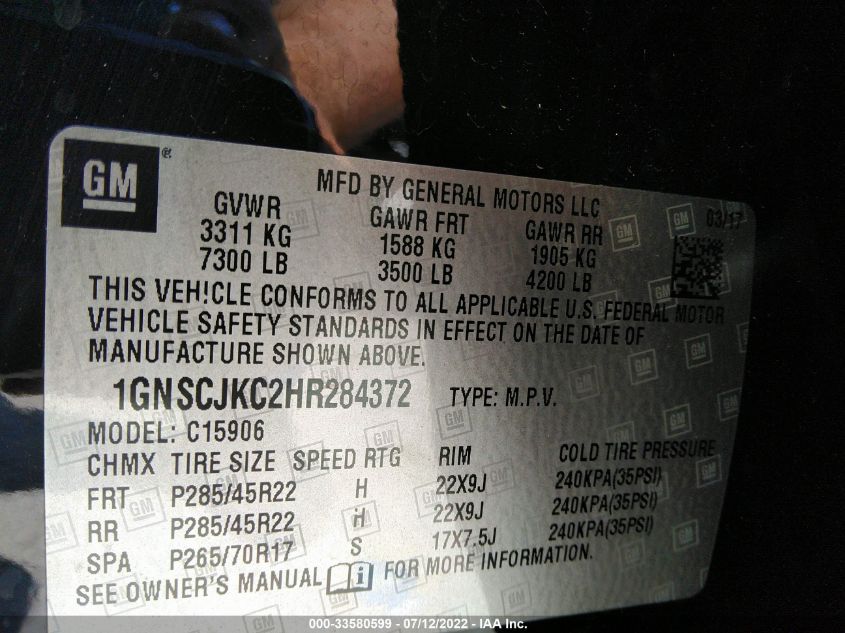 GM ®
MFD BY GENERAL MOTORS LLC
03/17
GVWR GAWR FRT GAWR RR
3311 KG 1588 KG 1905 KG
7300 LB 3500 LB 4200 LB
THIS VEH!CLE CONFORMS TO ALL APPLICABLE U.S. FEDERAL MOTOR
VEHICLE SAFETY STANDARDS IN EFFECT ON THE DATE OF
MANUFACTURE SHOWN ABOVE.
1GNSCJKC2HR284372 TYPE: M.P.V.
MODEL: C15906
CHMX TIRE SIZE SPEED RTG RIM COLD TIRE PRESSURE
FRT P285/45R22 H 22X9J 240KPA(35PSI)
RR P285/45R22 H 22X9J 240KPA(35PSI)
SPA P265/70R17 S 17X7.5J 240KPA(35PSI)
SEE OWNER'S MANUAL i FOR MORE INFORMATION.
000-33580599 - 07/12/2022 - IAA Inc.